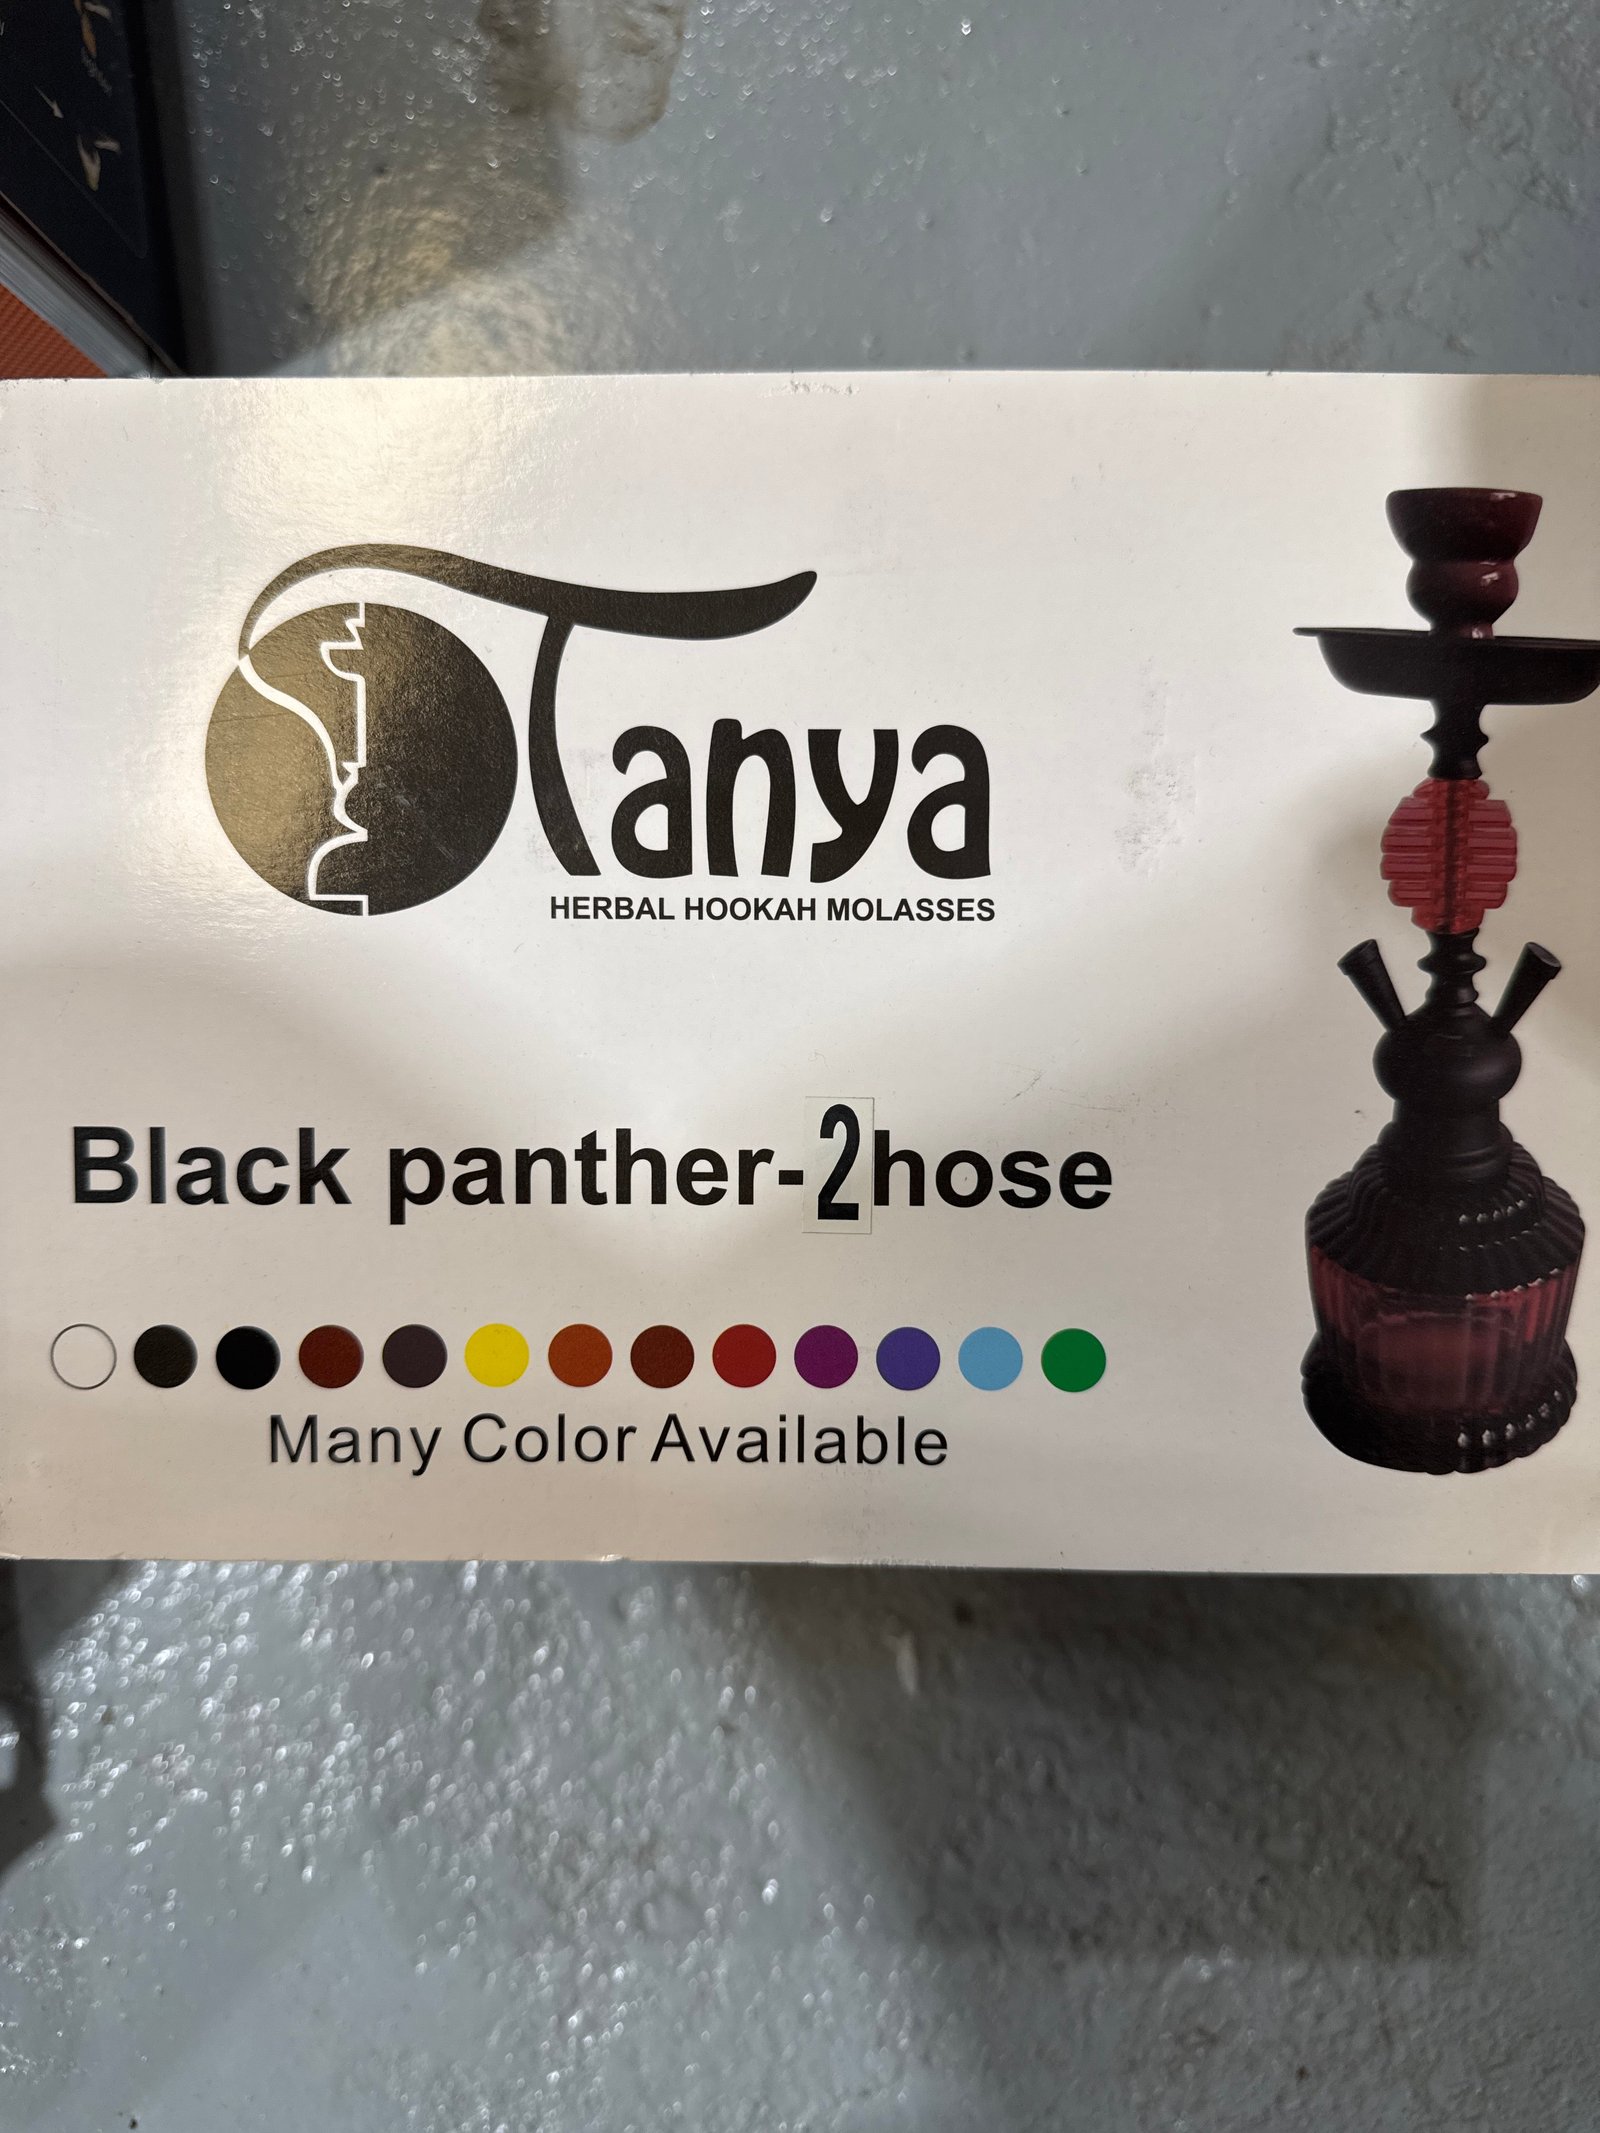 Tanya
HERBAL HOOKAH MOLASSES
Black panther-2hose
Many Color Available